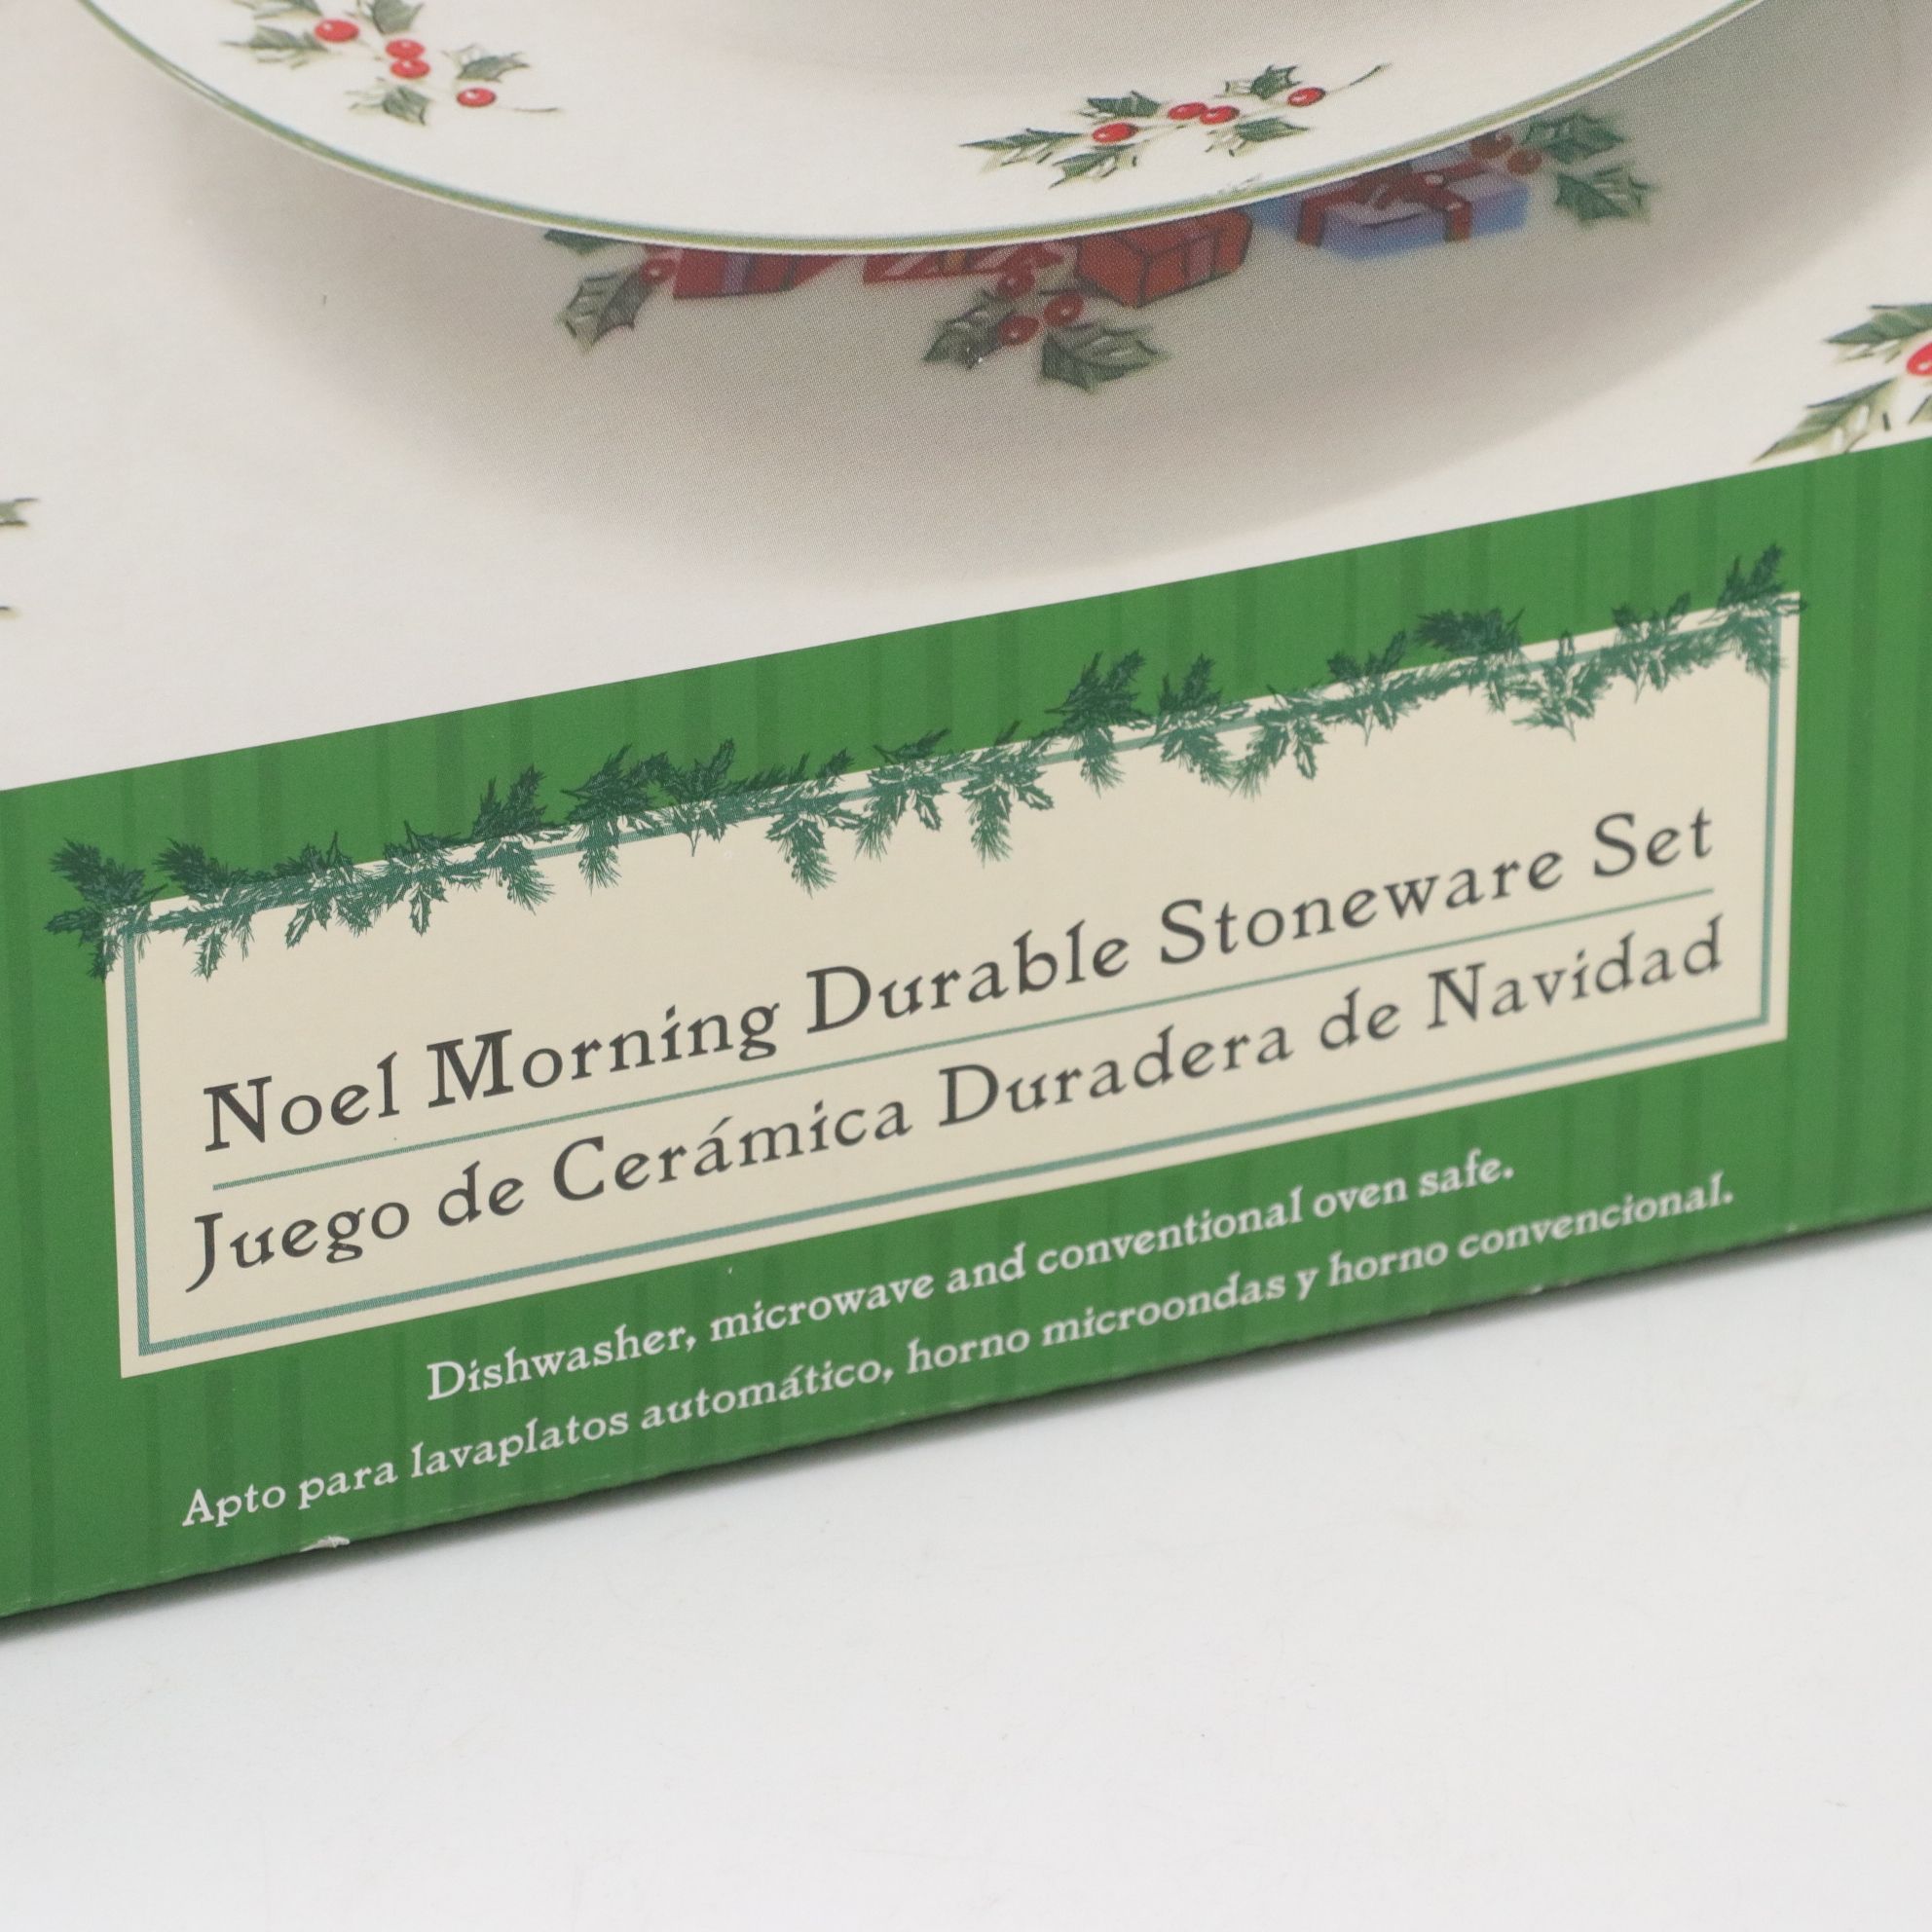 Noel Morning Durable Stoneware Set
Juego de Cerámica Duradera de Navidad
Dishwasher, microwave and conventional oven safe.
Apto para lavaplatos automático, horno microondas y horno convencional.